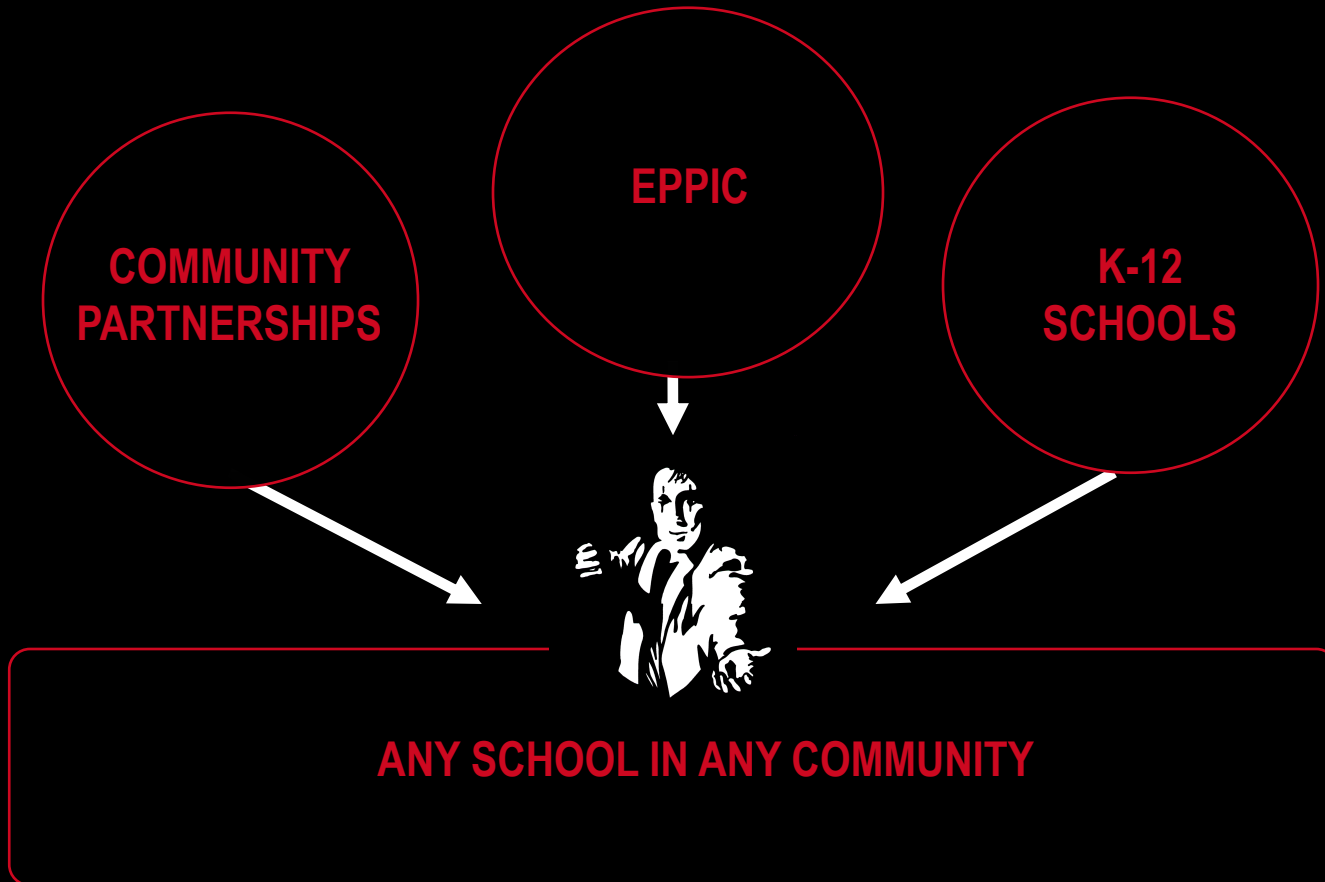 EPPIC
COMMUNITY
PARTNERSHIPS
K-12
SCHOOLS
ANY SCHOOL IN ANY COMMUNITY